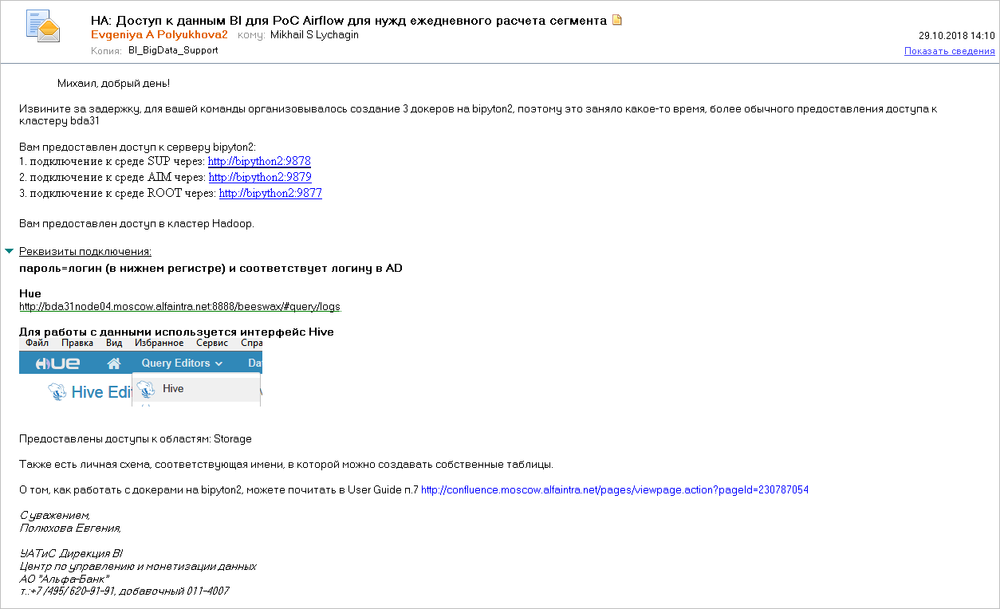 НА: Доступ к данным BI для PoC Airflow для нужд ежедневного расчета сегмента
Evgeniya A Polyukhova2 кому: Mikhail S Lychagin
29.10.2018 14:10
Копия: BI_BigData_Support
Показать сведения
Михаил, добрый день!
Извините за задержку, для вашей команды организовывалось создание 3 докеров на bipyton2, поэтому это заняло какое-то время, более обычного предоставления доступа к
кластеру bda31
Вам предоставлен доступ к серверу bipyton2:
1. подключение к среде SUP через: http://bipython2:9878
2. подключение к среде AIM через: http://bipython2:9879
3. подключение к среде ROOT через: http://bipython2:9877
Вам предоставлен доступ в кластер Hadoop.
Реквизиты подключения:
пароль=логин (в нижнем регистре) и соответствует логину в AD
Hue
http://bda31node04.moscow.alfaintra.net:8888/beeswax/#query/logs
Для работы с данными используется интерфейс Hive
Файл Правка Вид Избранное Сервис Спра
HUE Query Editors Da
Hive Edi Hive
Предоставлены доступы к областям: Storage
Также есть личная схема, соответствующая имени, в которой можно создавать собственные таблицы.
О том, как работать с докерами на bipyton2, можете почитать в User Guide п.7 http://confluence.moscow.alfaintra.net/pages/viewpage.action?pageId=230787054
С уважением,
Полюхова Евгения,
УАТиС Дирекция BI
Центр по управлению и монетизации данных
АО "Альфа-Банк"
т.:+7 /495/ 620-91-91, добавочный 011-4007